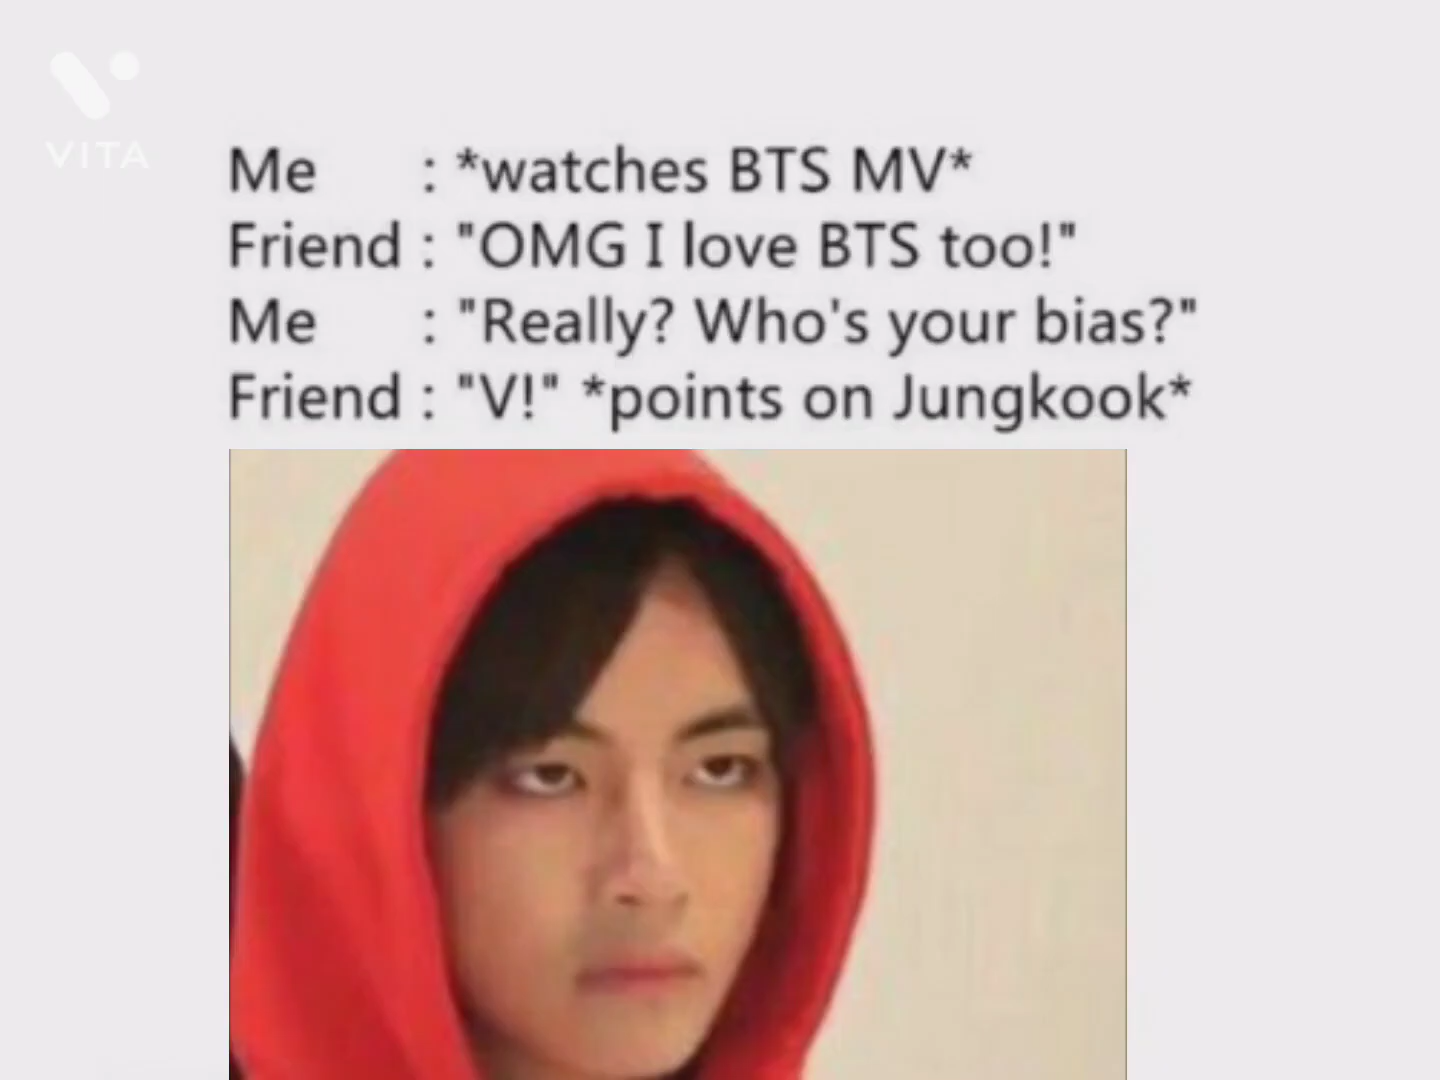 VITA
Me : *watches BTS MV*
Friend : "OMG I love BTS too!"
Me : "Really? Who's your bias?"
Friend : "V!" *points on Jungkook*